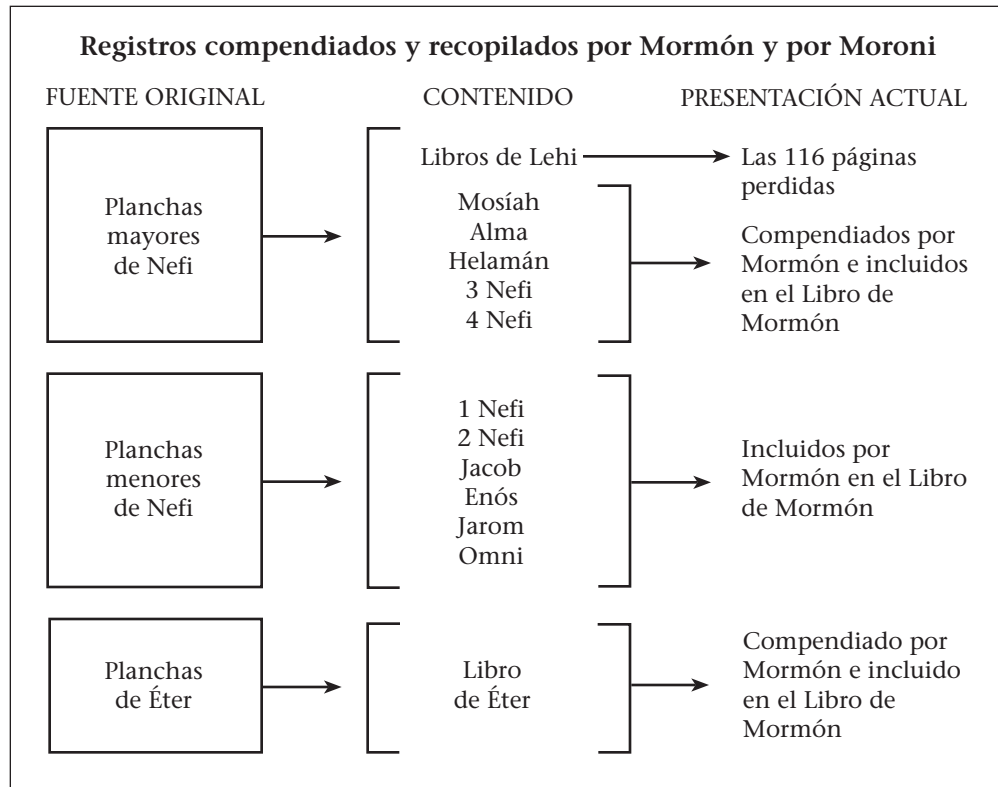 Registros compendiados y recopilados por Mormón y por Moroni
FUENTE ORIGINAL
CONTENIDO
PRESENTACIÓN ACTUAL
Planchas
mayores
de Nefi
Libros de Lehi
Mosíah
Alma
Helamán
3 Nefi
4 Nefi
Las 116 páginas
perdidas
Compendiados por
Mormón e incluidos
en el Libro de
Mormón
Planchas
menores
de Nefi
1 Nefi
2 Nefi
Jacob
Enós
Jarom
Omni
Incluidos por
Mormón en el Libro
de Mormón
Planchas
de Éter
Libro
de Éter
Compendiado por
Mormón e incluido
en el Libro de
Mormón